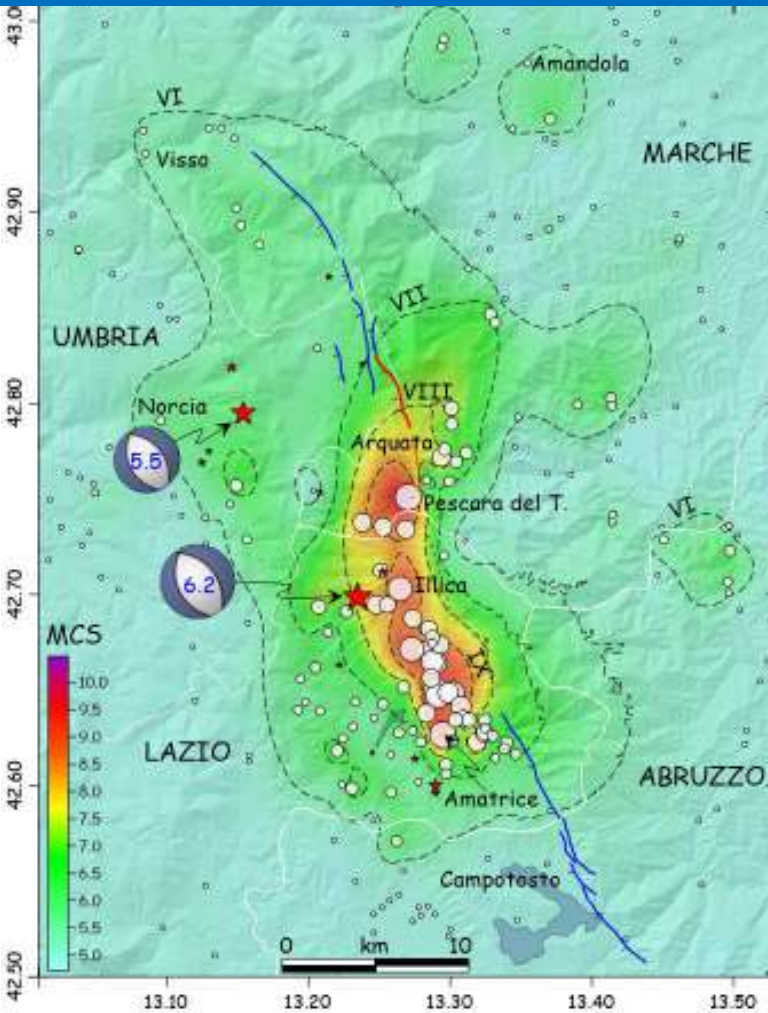 43.00
VI
Amandola
Visso
MARCHE
42.90
VII
UMBRIA
42.80
Norcia
VIII
Arquata
5.5
Pescara del T.
VI
6.2
Illica
42.70
MCS
IX
10.0
9.5
9.0
8.5
8.0
7.5
7.0
6.5
6.0
5.5
5.0
LAZIO
ABRUZZO
42.60
Amatrice
Campotosto
0 km 10
42.50
13.10 13.20 13.30 13.40 13.50